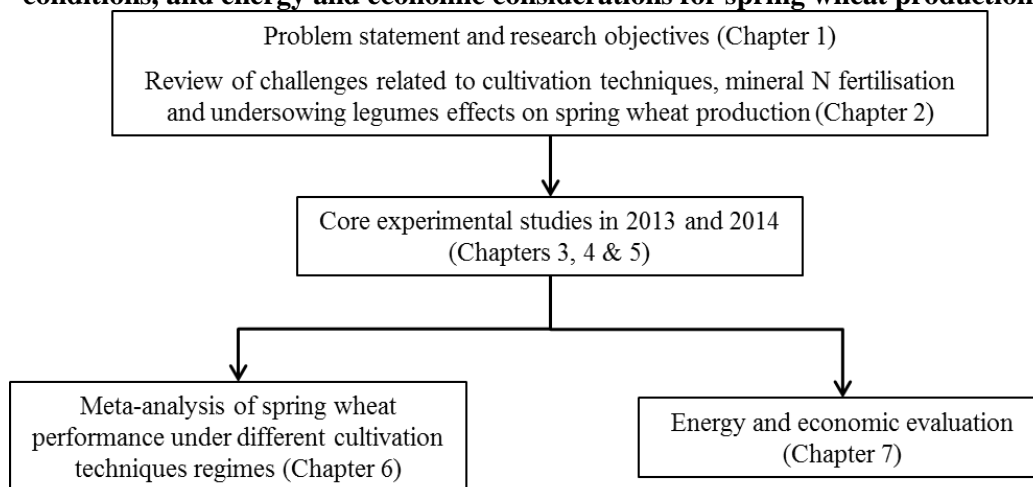 conditions, and energy and economic considerations for spring wheat production
Problem statement and research objectives (Chapter 1)
Review of challenges related to cultivation techniques, mineral N fertilisation
and undersowing legumes effects on spring wheat production (Chapter 2)
Core experimental studies in 2013 and 2014
(Chapters 3, 4 & 5)
Meta-analysis of spring wheat
performance under different cultivation
techniques regimes (Chapter 6)
Energy and economic evaluation
(Chapter 7)